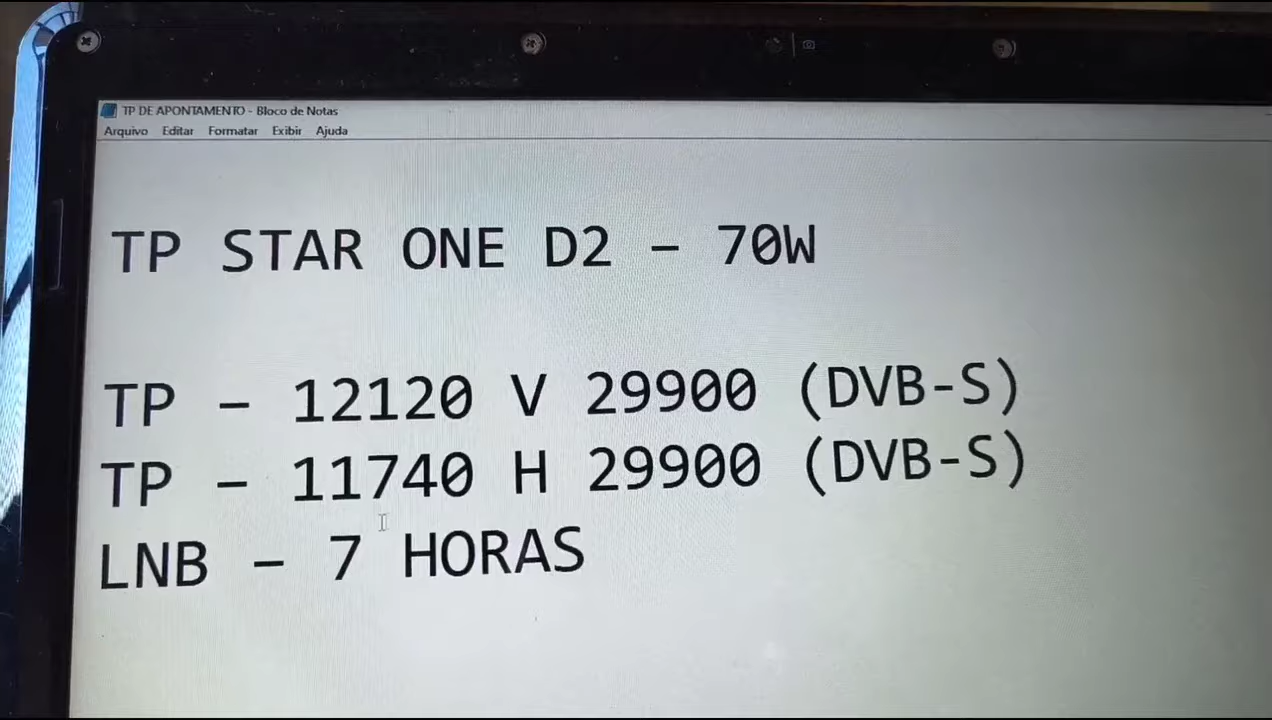 TP DE APONTAMENTO - Bloco de Notas
Arquivo Editar Formatar Exibir Ajuda
TP STAR ONE D2 - 70W
TP - 12120 V 29900 (DVB-S)
TP - 11740 H 29900 (DVB-S)
LNB - 7 HORAS